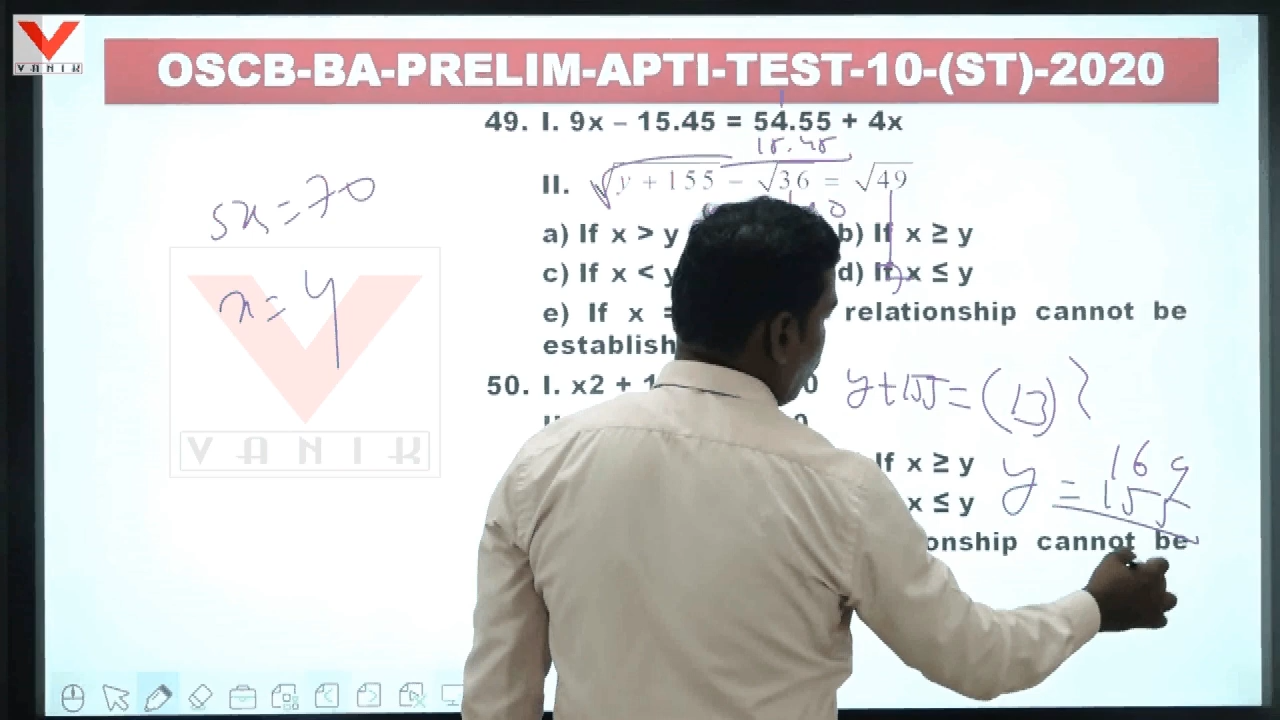 VANIK
OSCB-BA-PRELIM-APTI-TEST-10-(ST)-2020
49. I. 9x – 15.45 = 54.55 + 4x
15.45
II. √y + 155 – √36 = √49
5x = 70
x = y
a) If x > y
b) If x ≥ y
c) If x < y
d) If x ≤ y
e) If x = relationship cannot be
establish
50. I. x2 + 1 0
y + 155 = (13)
If x ≥ y
y = 169
155
x ≤ y
onship cannot be
VANIK